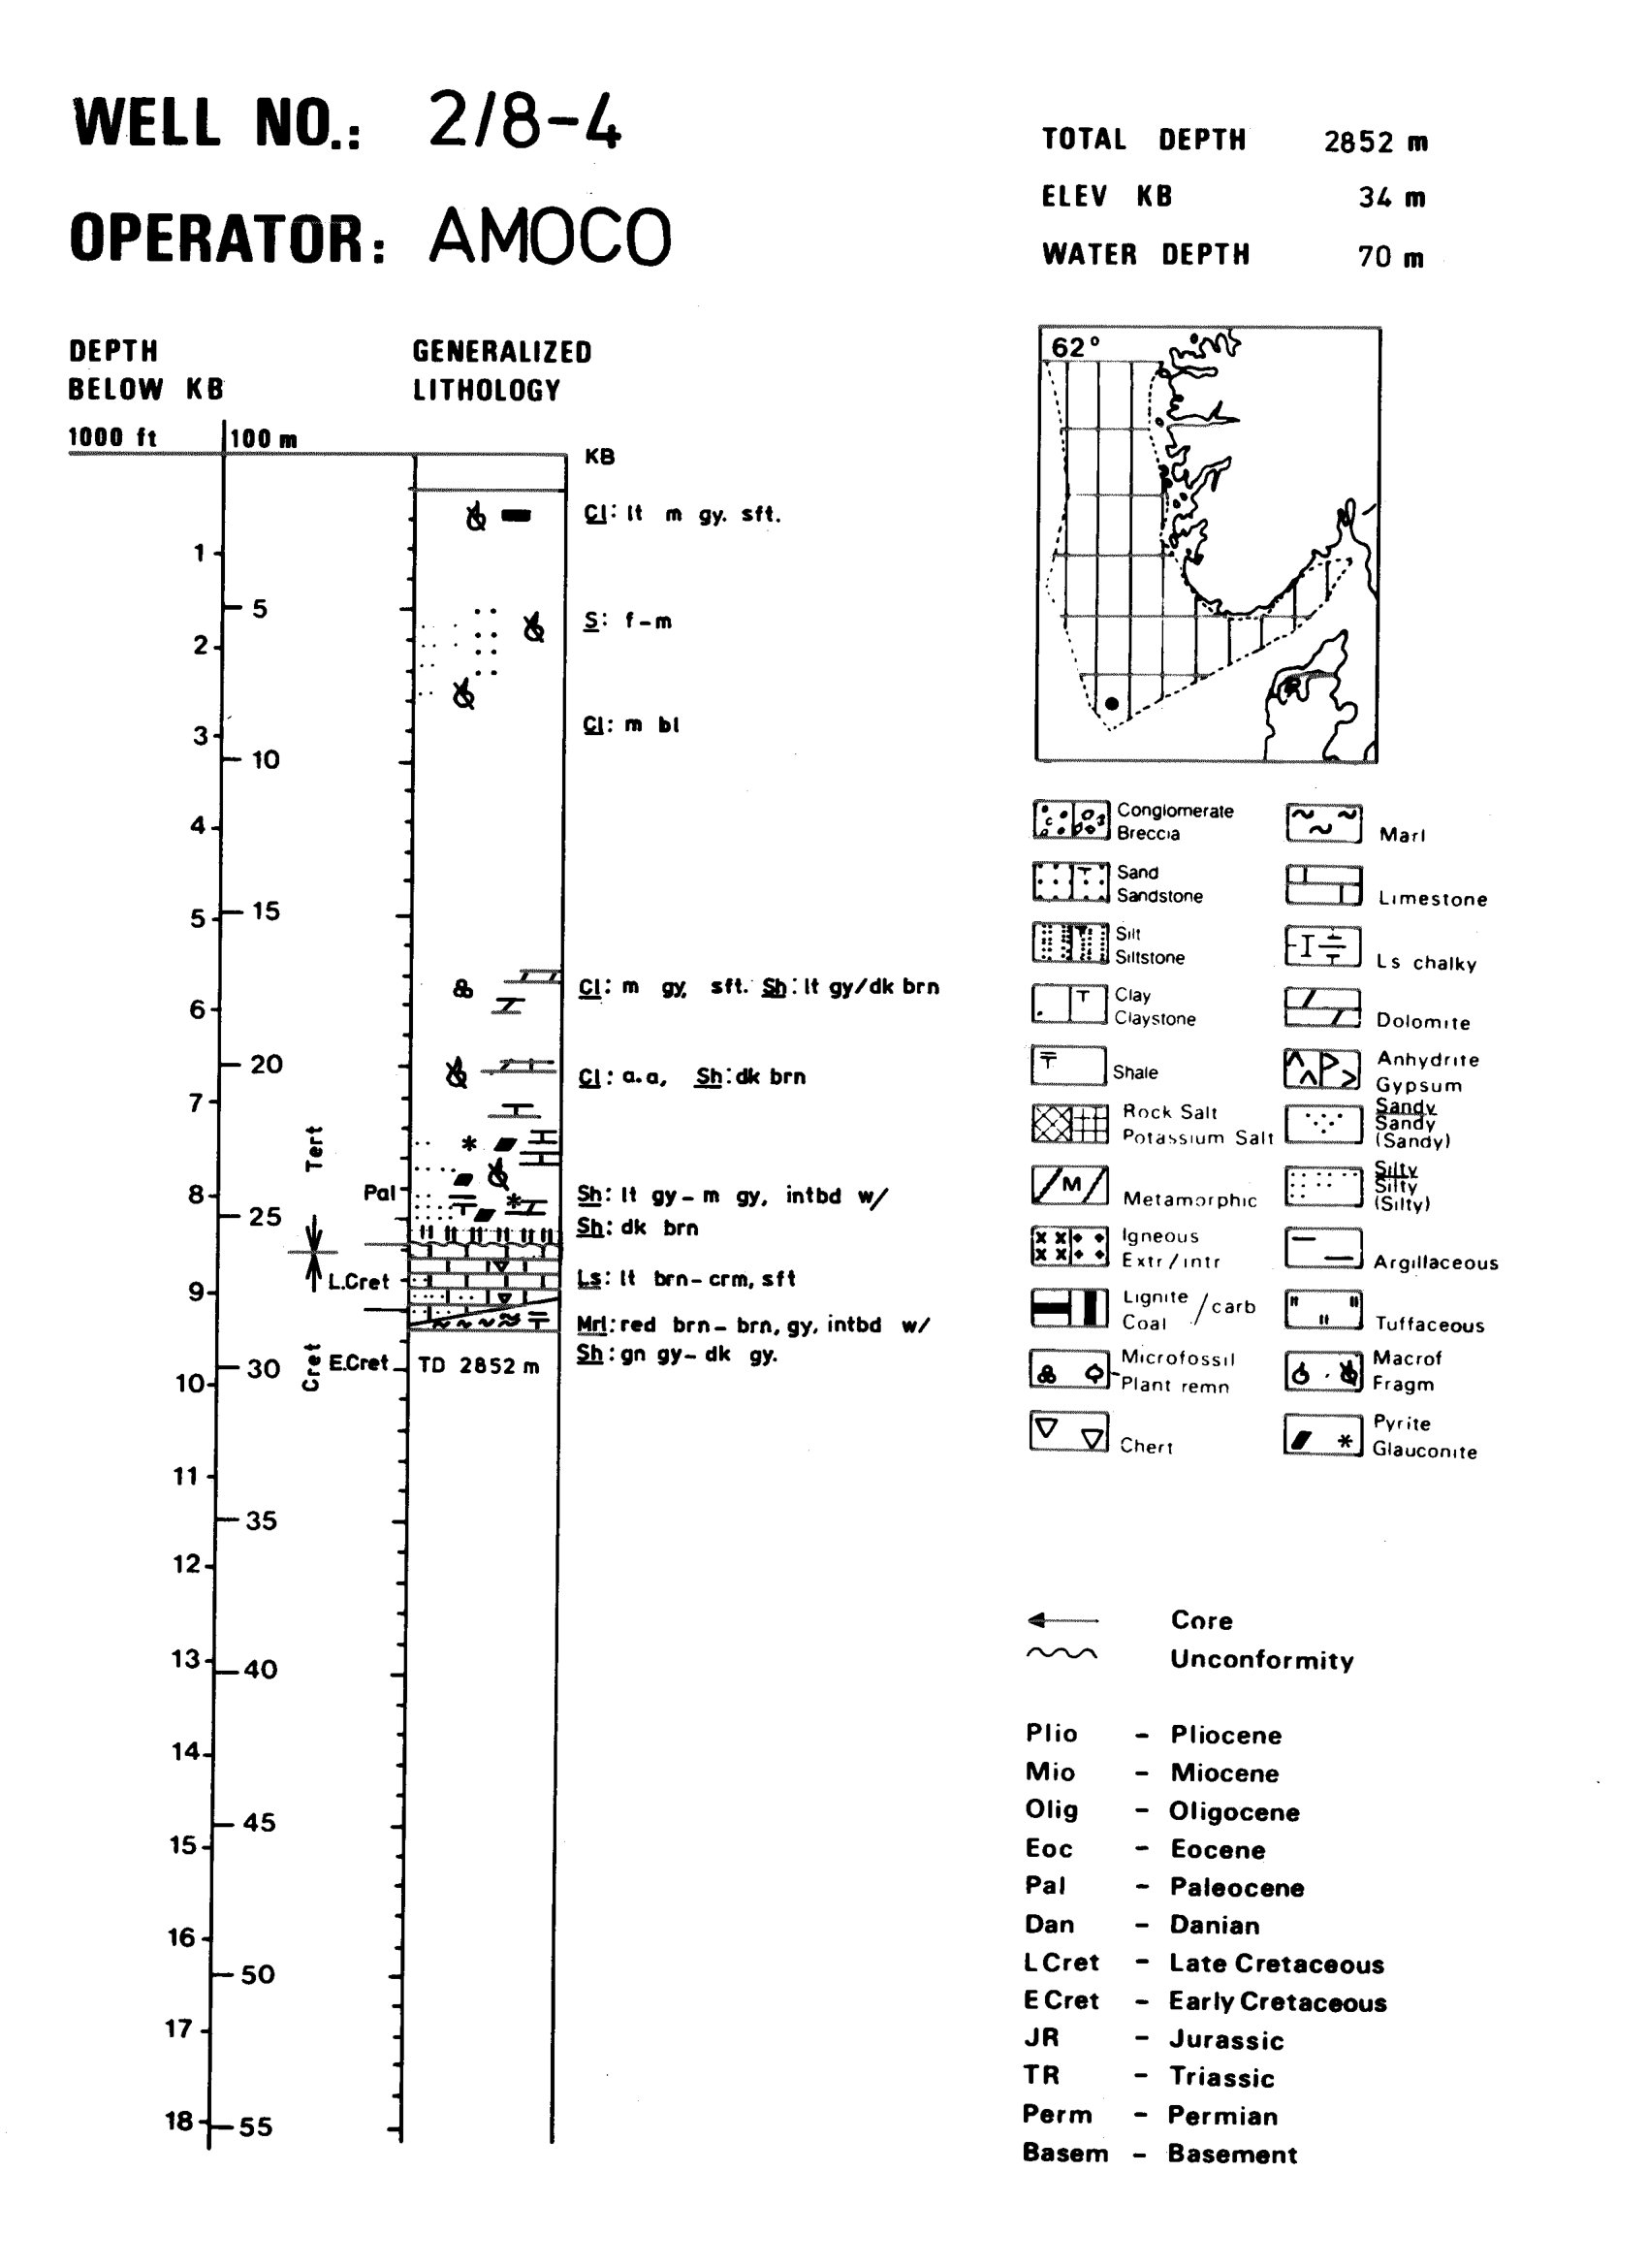 WELL NO.: 2/8-4
OPERATOR: AMOCO
TOTAL DEPTH 2852 m
ELEV KB 34 m
WATER DEPTH 70 m
DEPTH
BELOW KB
1000 ft 100 m
GENERALIZED
LITHOLOGY
KB
Cl: lt m gy. sft.
1
5
S: f-m
2
Cl: m bl
3
10
4
5
15
Cl: m gy, sft. Sh: lt gy/dk brn
6
20
Cl: a.a, Sh: dk brn
7
Tert
Pal
8
Sh: lt gy - m gy, intbd w/
25
Sh: dk brn
L.Cret
Ls: lt brn-crm, sft
9
Mrl: red brn - brn, gy, intbd w/
Sh: gn gy- dk gy.
Cret
E.Cret
TD 2852 m
30
10
11
35
12
13
40
14
45
15
16
50
17
18
55
62°
Conglomerate
Breccia
Marl
Sand
Sandstone
Limestone
Silt
Siltstone
Ls chalky
Clay
Claystone
Dolomite
Shale
Anhydrite
Gypsum
Rock Salt
Potassium Salt
Sandy
Sandy
(Sandy)
M
Metamorphic
Silty
Silty
(Silty)
Igneous
Extr/intr
Argillaceous
Lignite
Coal / carb
Tuffaceous
Microfossil
Plant remn
Macrof
Fragm
Chert
Pyrite
Glauconite
Core
Unconformity
Plio - Pliocene
Mio - Miocene
Olig - Oligocene
Eoc - Eocene
Pal - Paleocene
Dan - Danian
L Cret - Late Cretaceous
E Cret - Early Cretaceous
JR - Jurassic
TR - Triassic
Perm - Permian
Basem - Basement